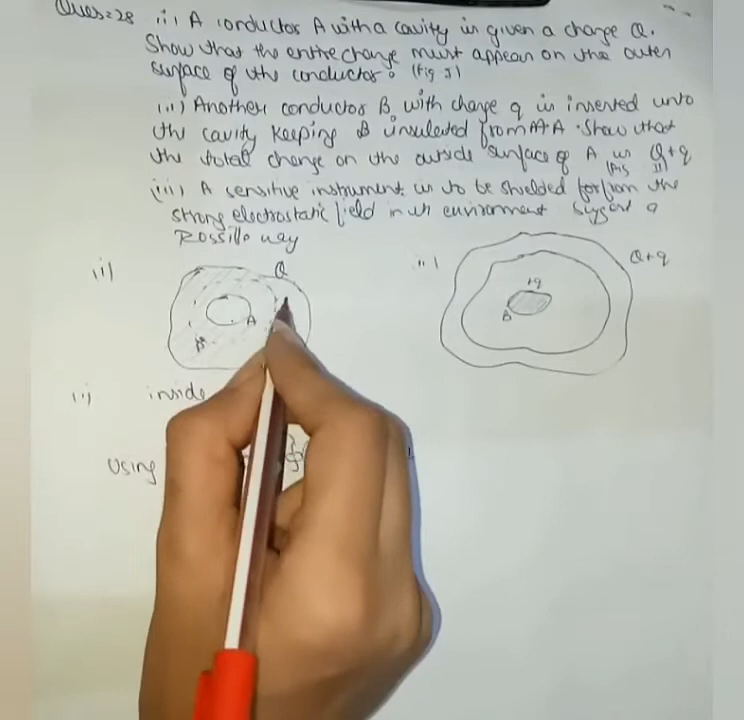 Ques=28 (i) A conductor A with a cavity is given a charge Q.
Show that the entire charge must appear on the outer
surface of the conductor. (fig I)
(ii) Another conductor B with charge q is inserted unto
the cavity keeping B insulated from A. Show that
the total charge on the outside surface of A is Q+q
(fig II)
(iii) A sensitive instrument is to be shielded from the
strong electrostatic field in its environment a
Possible way
(i) Q
A
ii) Q+q
+q
B
i) inside
Using